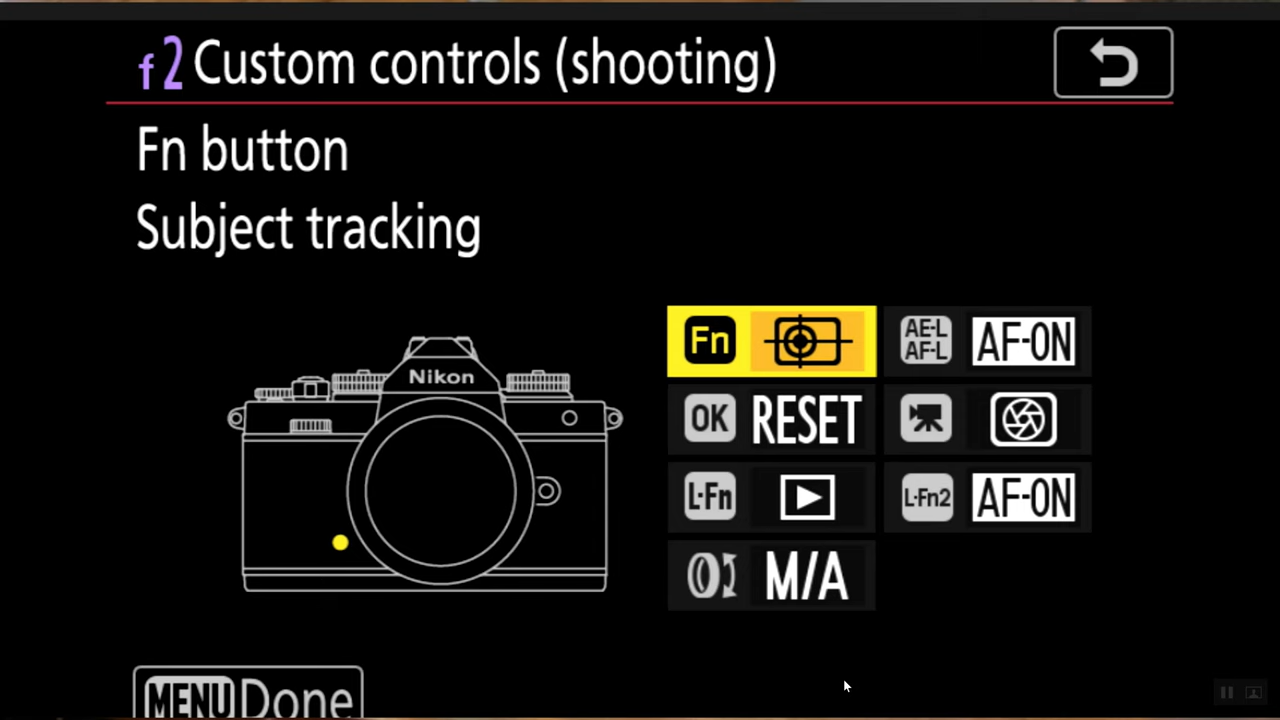 f2 Custom controls (shooting)
Fn button
Subject tracking
Nikon
Fn
AE-L
AF-L
AF-ON
OK
RESET
L·Fn
L·Fn2
AF-ON
M/A
MENU Done